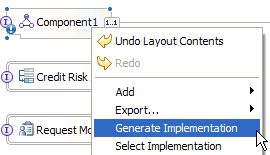 Component1 1..1
Undo Layout Contents
Redo
Credit Risk
Add
Export...
Request Mo
Generate Implementation
Select Implementation